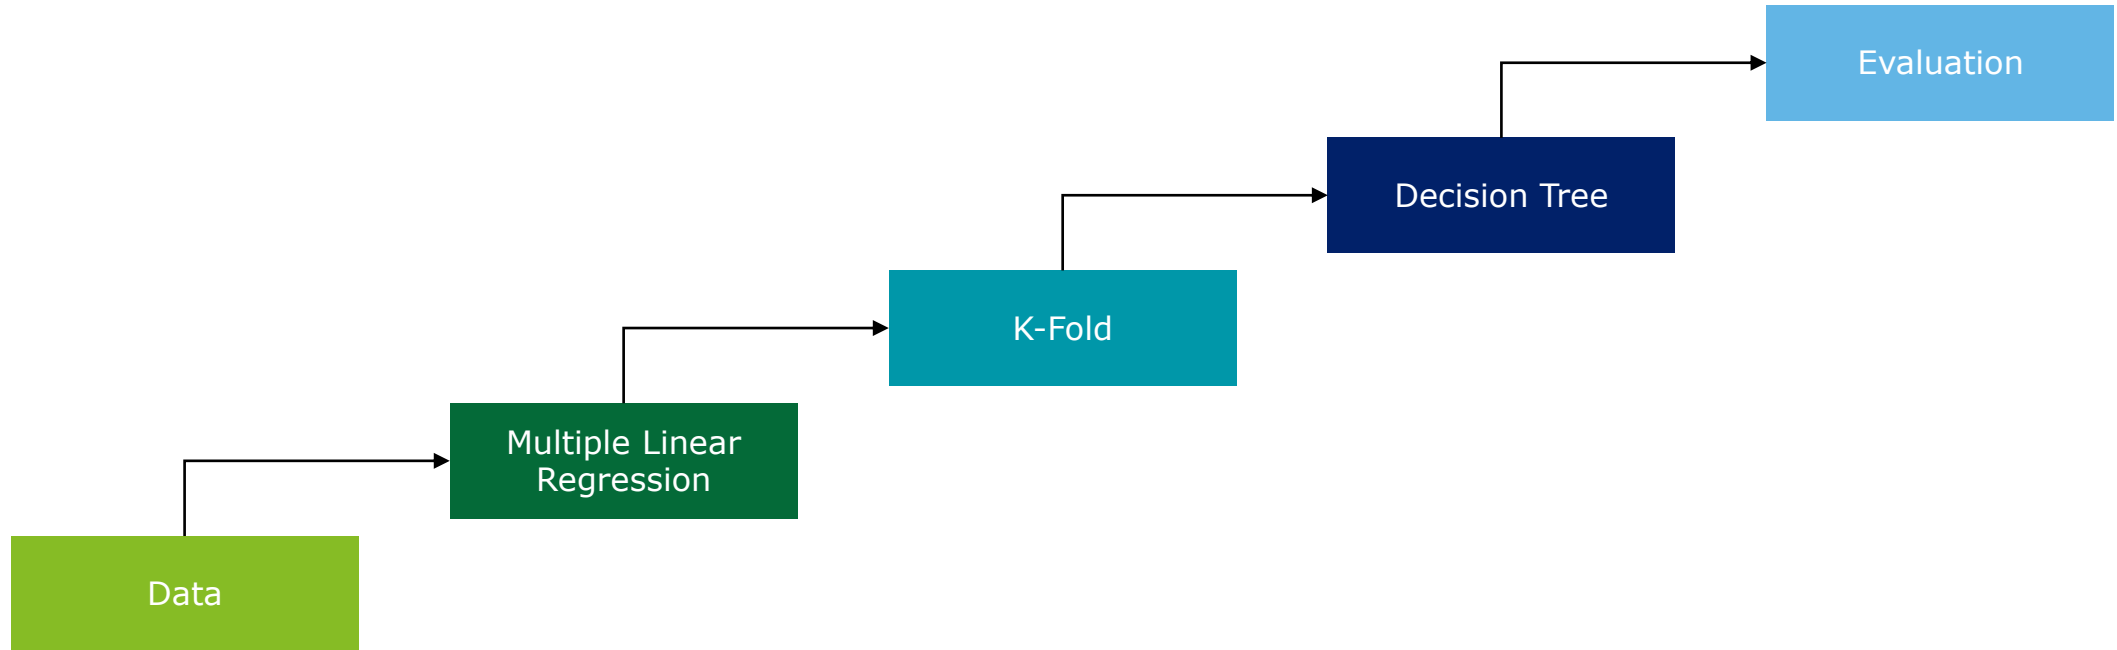 Evaluation
Decision Tree
K-Fold
Multiple Linear
Regression
Data